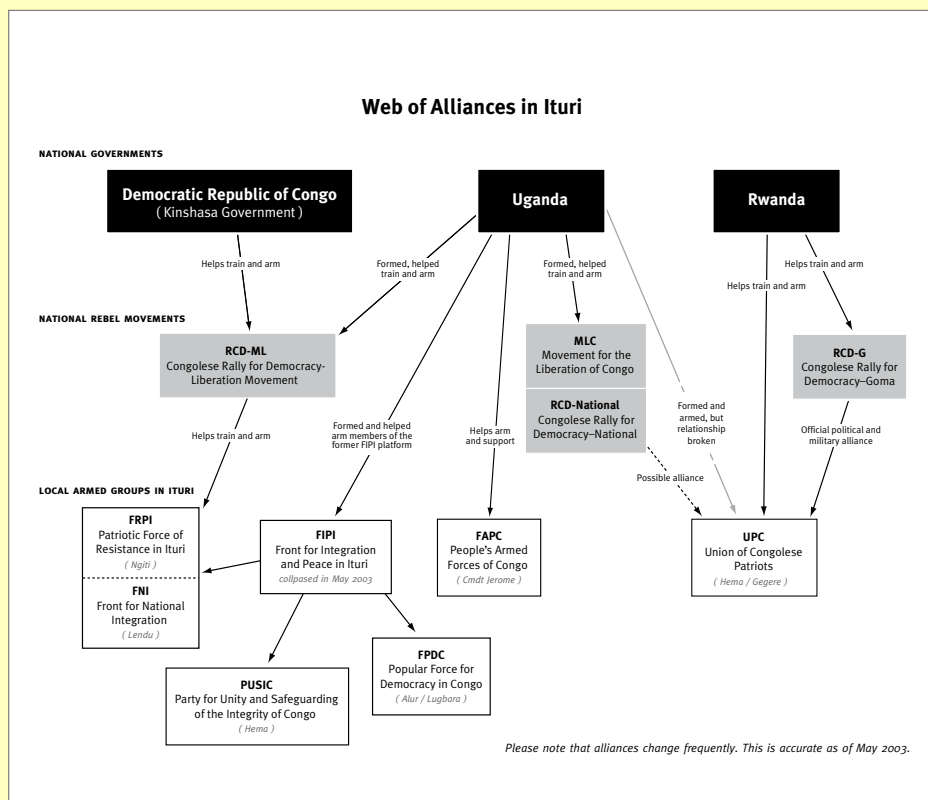 Web of Alliances in Ituri
NATIONAL GOVERNMENTS
Democratic Republic of Congo
( Kinshasa Government )
Uganda
Rwanda
Helps train and arm
Formed, helped
train and arm
Formed, helped
train and arm
Helps train and arm
Helps train and arm
NATIONAL REBEL MOVEMENTS
RCD-ML
Congolese Rally for Democracy-
Liberation Movement
MLC
Movement for the
Liberation of Congo
RCD-National
Congolese Rally for
Democracy–National
RCD-G
Congolese Rally for
Democracy–Goma
Helps train and arm
Formed and helped
arm members of the
former FIPI platform
Helps arm
and support
Formed and
armed, but
relationship
broken
Official political and
military alliance
Possible alliance
LOCAL ARMED GROUPS IN ITURI
FRPI
Patriotic Force of
Resistance in Ituri
( Ngiti )
FNI
Front for National
Integration
( Lendu )
FIPI
Front for Integration
and Peace in Ituri
collpased in May 2003
FAPC
People's Armed
Forces of Congo
( Cmdt Jerome )
UPC
Union of Congolese
Patriots
( Hema / Gegere )
PUSIC
Party for Unity and Safeguarding
of the Integrity of Congo
( Hema )
FPDC
Popular Force for
Democracy in Congo
( Alur / Lugbara )
Please note that alliances change frequently. This is accurate as of May 2003.